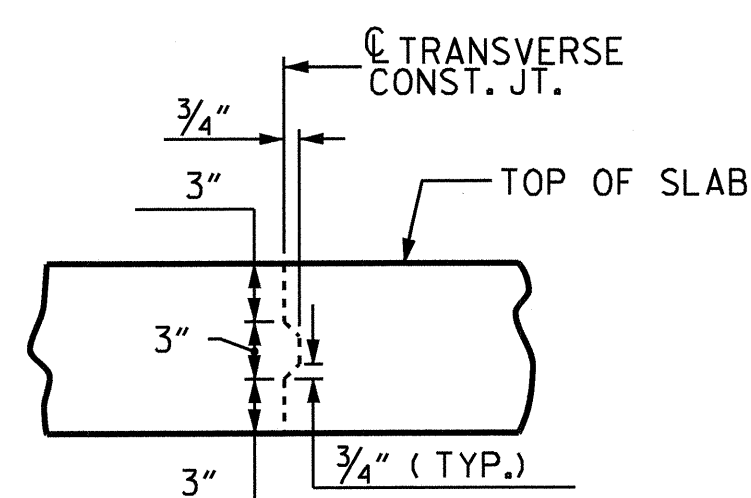 ℄ TRANSVERSE
CONST. JT.
3/4"
3"
TOP OF SLAB
3"
3/4" ( TYP.)
3"